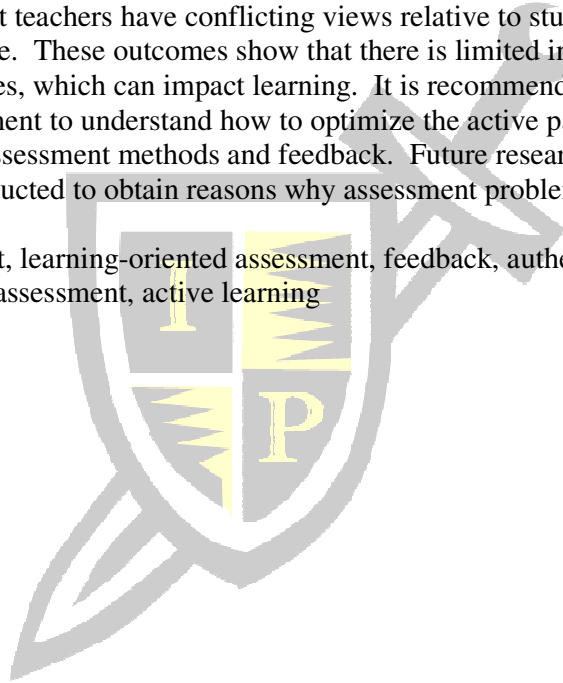 t teachers have conflicting views relative to stu
e. These outcomes show that there is limited in
es, which can impact learning. It is recommend
nent to understand how to optimize the active pa
ssessment methods and feedback. Future resear
ucted to obtain reasons why assessment problem
t, learning-oriented assessment, feedback, authe
assessment, active learning
I
P